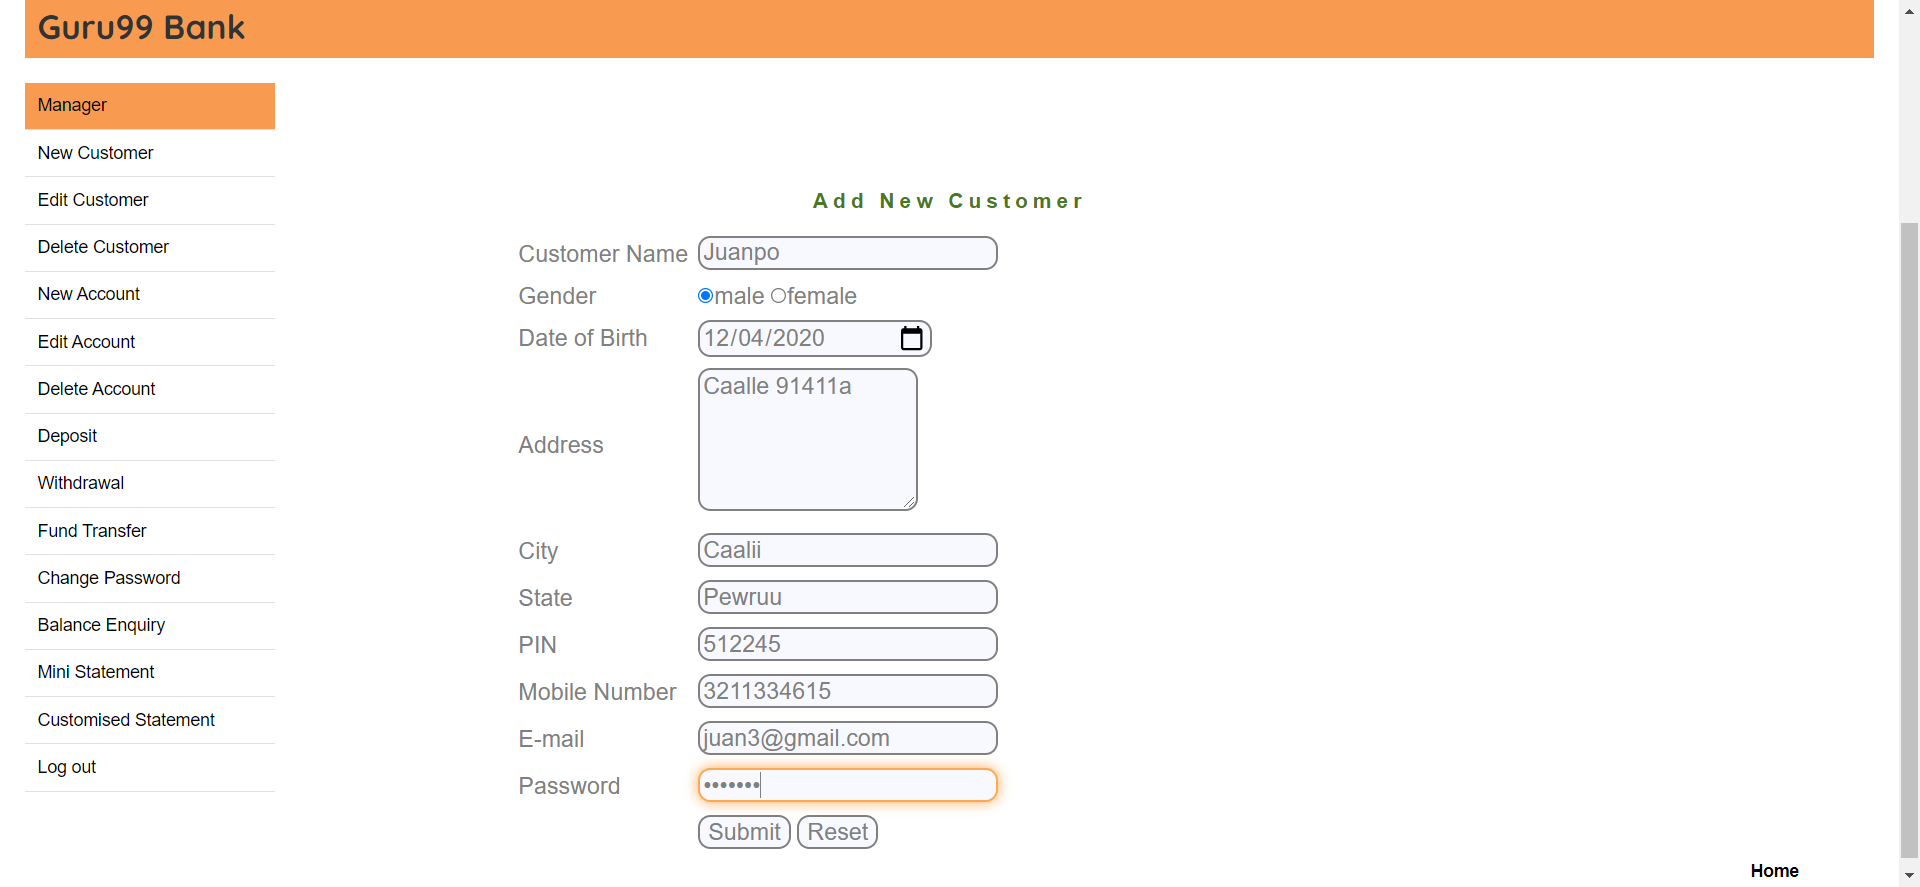 Guru99 Bank
Manager
New Customer
Edit Customer
Delete Customer
New Account
Edit Account
Delete Account
Deposit
Withdrawal
Fund Transfer
Change Password
Balance Enquiry
Mini Statement
Customised Statement
Log out
Add New Customer
Customer Name Juanpo
Gender male female
Date of Birth 12/04/2020
Address Caalle 91411a
City Caalii
State Pewruu
PIN 512245
Mobile Number 3211334615
E-mail juan3@gmail.com
Password •••••••
Submit Reset
Home